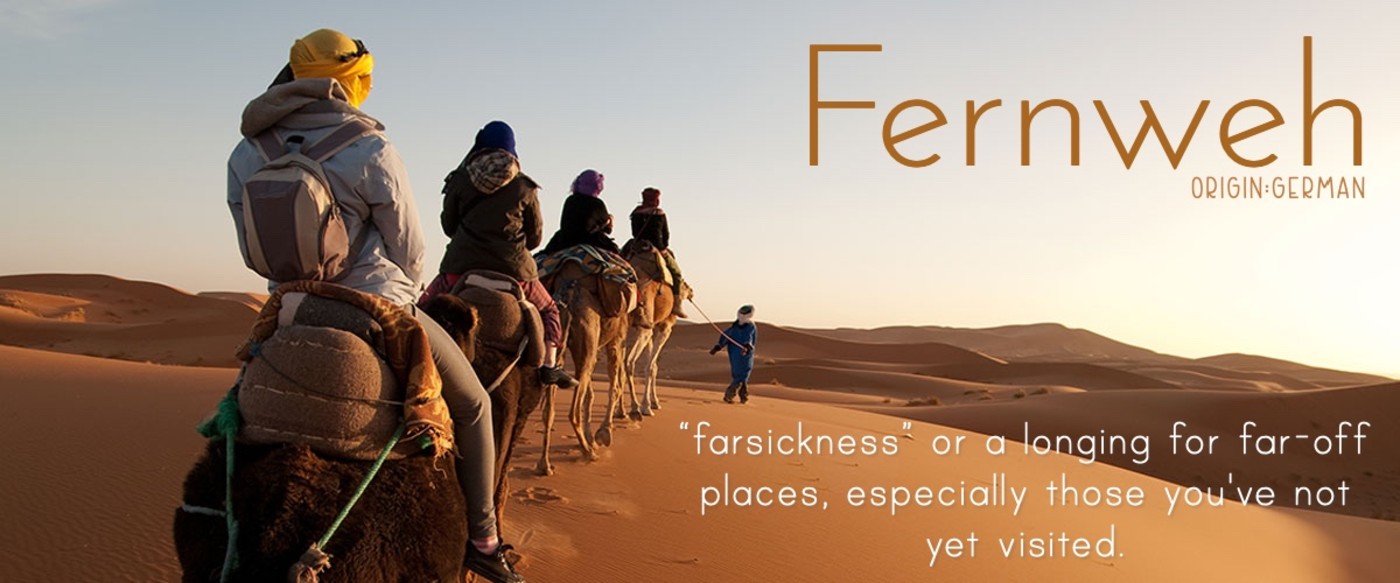 Fernweh
ORIGIN:GERMAN
“farsickness” or a longing for far-off
places, especially those you've not
yet visited.